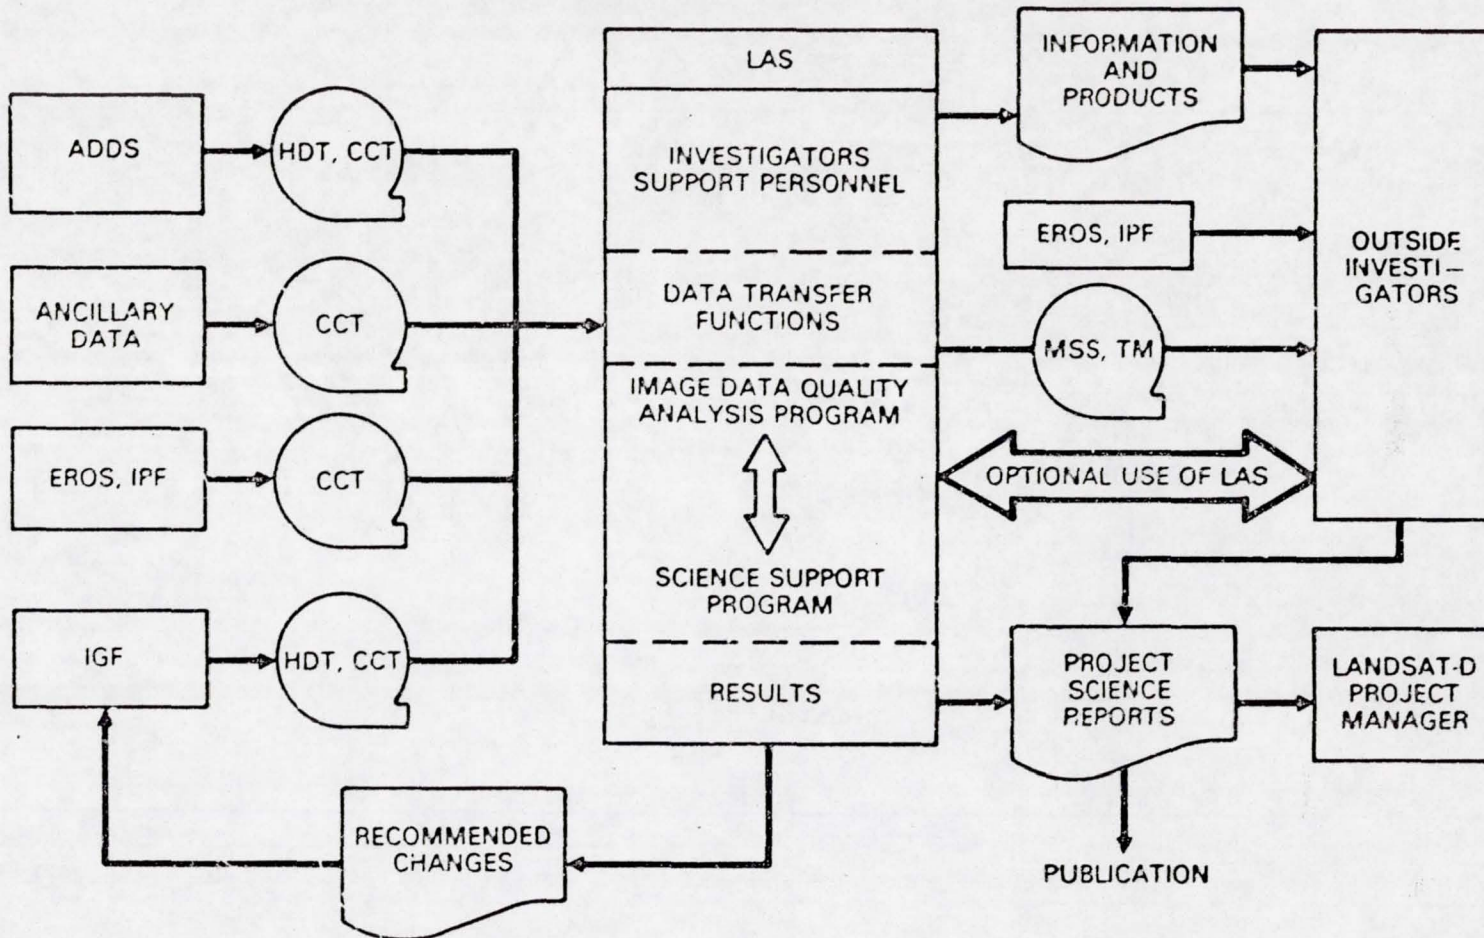 LAS
INVESTIGATORS
SUPPORT PERSONNEL
DATA TRANSFER
FUNCTIONS
IMAGE DATA QUALITY
ANALYSIS PROGRAM
SCIENCE SUPPORT
PROGRAM
RESULTS
ADDS
HDT, CCT
ANCILLARY
DATA
CCT
EROS, IPF
CCT
IGF
HDT, CCT
RECOMMENDED
CHANGES
INFORMATION
AND
PRODUCTS
EROS, IPF
MSS, TM
OPTIONAL USE OF LAS
OUTSIDE
INVESTI–
GATORS
PROJECT
SCIENCE
REPORTS
LANDSAT-D
PROJECT
MANAGER
PUBLICATION